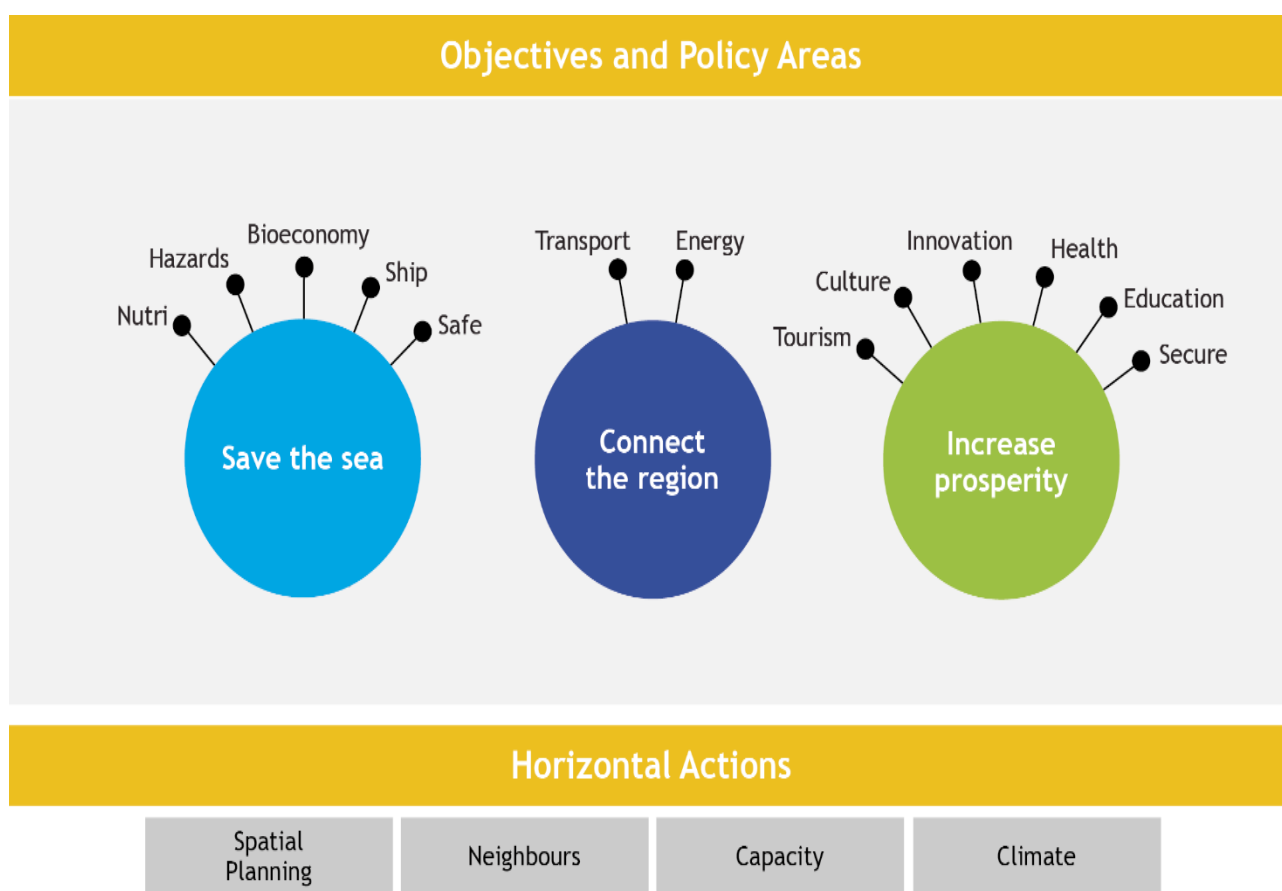 Objectives and Policy Areas
Nutri
Hazards
Bioeconomy
Ship
Safe
Save the sea
Transport
Energy
Connect
the region
Tourism
Culture
Innovation
Health
Education
Secure
Increase
prosperity
Horizontal Actions
Spatial
Planning
Neighbours
Capacity
Climate